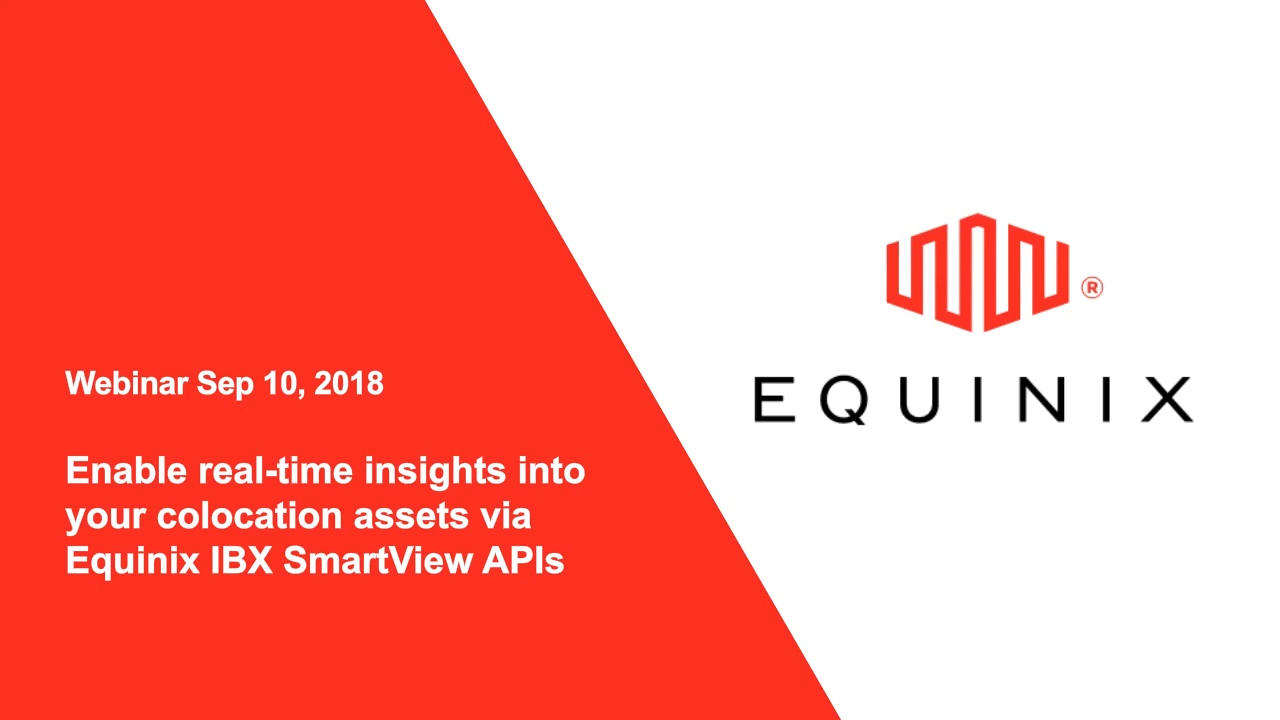 Webinar Sep 10, 2018
Enable real-time insights into
your colocation assets via
Equinix IBX SmartView APIs
®
EQUINIX